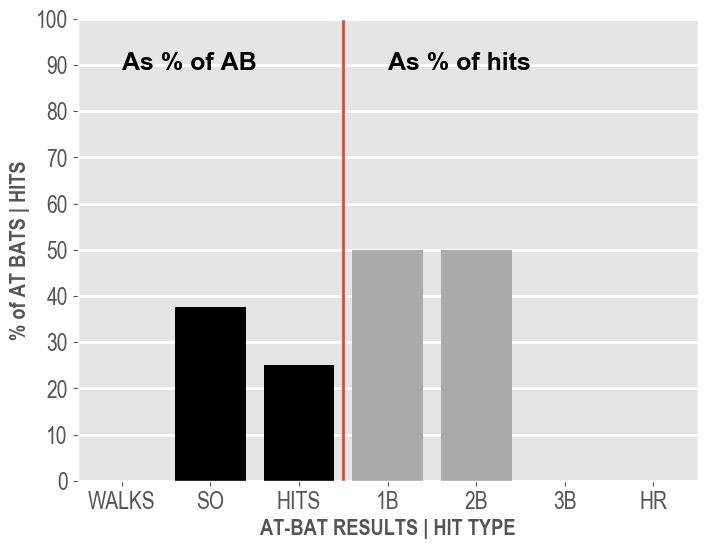 As % of AB
As % of hits
100
90
80
70
60
50
40
30
20
10
0
% of AT BATS | HITS
WALKS SO HITS 1B 2B 3B HR
AT-BAT RESULTS | HIT TYPE